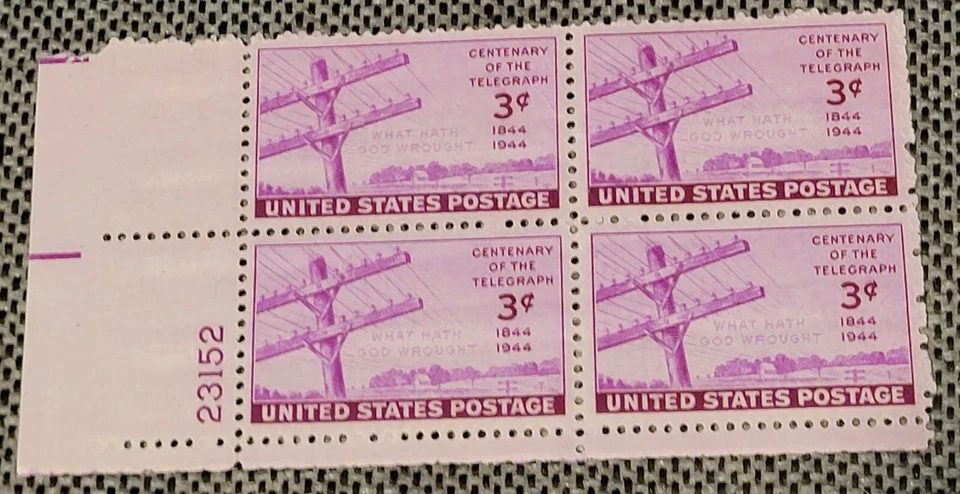 CENTENARY
OF THE
TELEGRAPH
3¢
1844
1944
WHAT HATH
GOD WROUGHT
UNITED STATES POSTAGE
CENTENARY
OF THE
TELEGRAPH
3¢
1844
1944
WHAT HATH
GOD WROUGHT
UNITED STATES POSTAGE
23152
CENTENARY
OF THE
TELEGRAPH
3¢
1844
1944
WHAT HATH
GOD WROUGHT
UNITED STATES POSTAGE
CENTENARY
OF THE
TELEGRAPH
3¢
1844
1944
WHAT HATH
GOD WROUGHT
UNITED STATES POSTAGE